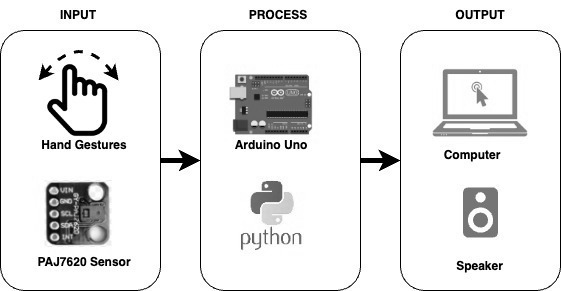 INPUT
PROCESS
OUTPUT
Hand Gestures
Arduino Uno
Computer
VIN
GND
SCL
SDA
INT
PAJ7620 Sensor
python
Speaker